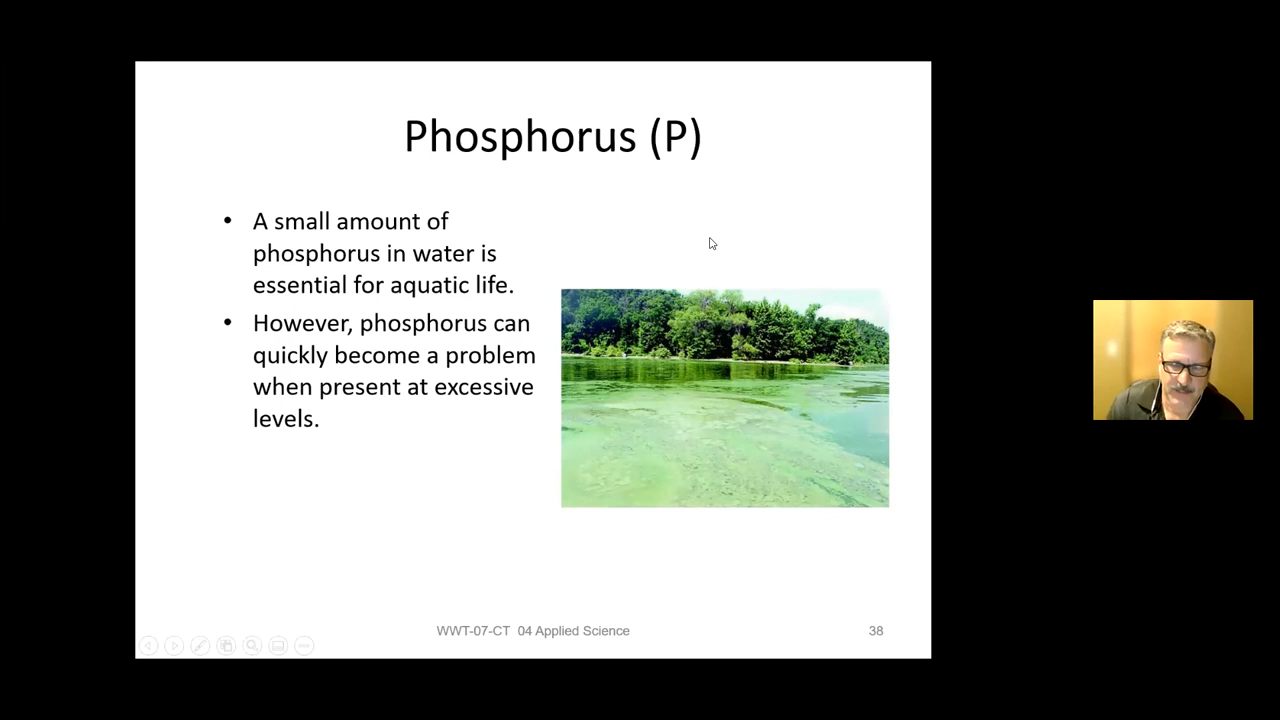 Phosphorus (P)
• A small amount of
phosphorus in water is
essential for aquatic life.
• However, phosphorus can
quickly become a problem
when present at excessive
levels.
WWT-07-CT 04 Applied Science
38